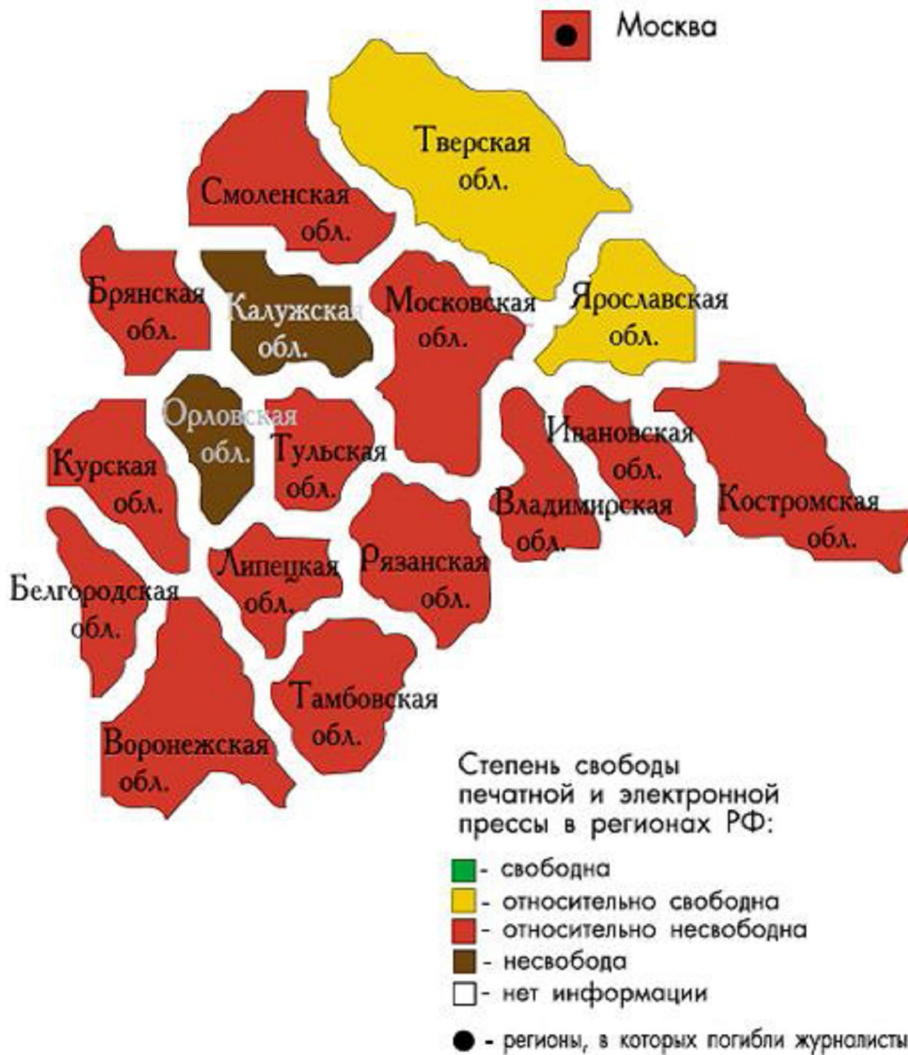 Москва
Тверская
обл.
Смоленская
обл.
Брянская
обл.
Калужская
обл.
Московская
обл.
Ярославская
обл.
Орловская
обл.
Тульская
обл.
Курская
обл.
Ивановская
обл.
Владимирская
обл.
Костромская
обл.
Липецкая
обл.
Рязанская
обл.
Белгородская
обл.
Тамбовская
обл.
Воронежская
обл.
Степень свободы
печатной и электронной
прессы в регионах РФ:
- свободна
- относительно свободна
- относительно несвободна
- несвобода
- нет информации
- регионы, в которых погибли журналисты